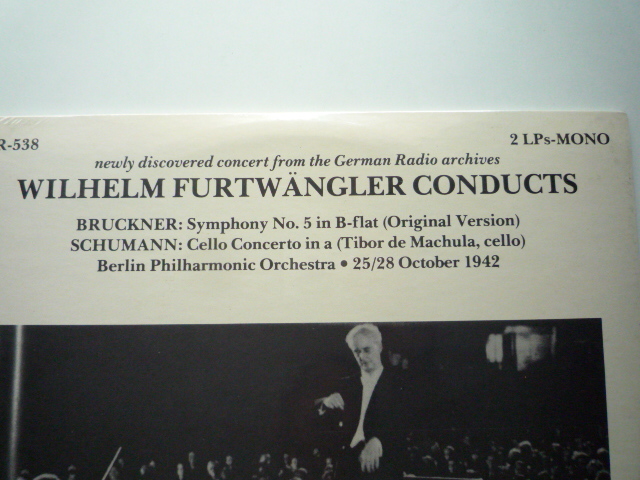 R-538
2 LPs-MONO
newly discovered concert from the German Radio archives
WILHELM FURTWÄNGLER CONDUCTS
BRUCKNER: Symphony No. 5 in B-flat (Original Version)
SCHUMANN: Cello Concerto in a (Tibor de Machula, cello)
Berlin Philharmonic Orchestra • 25/28 October 1942